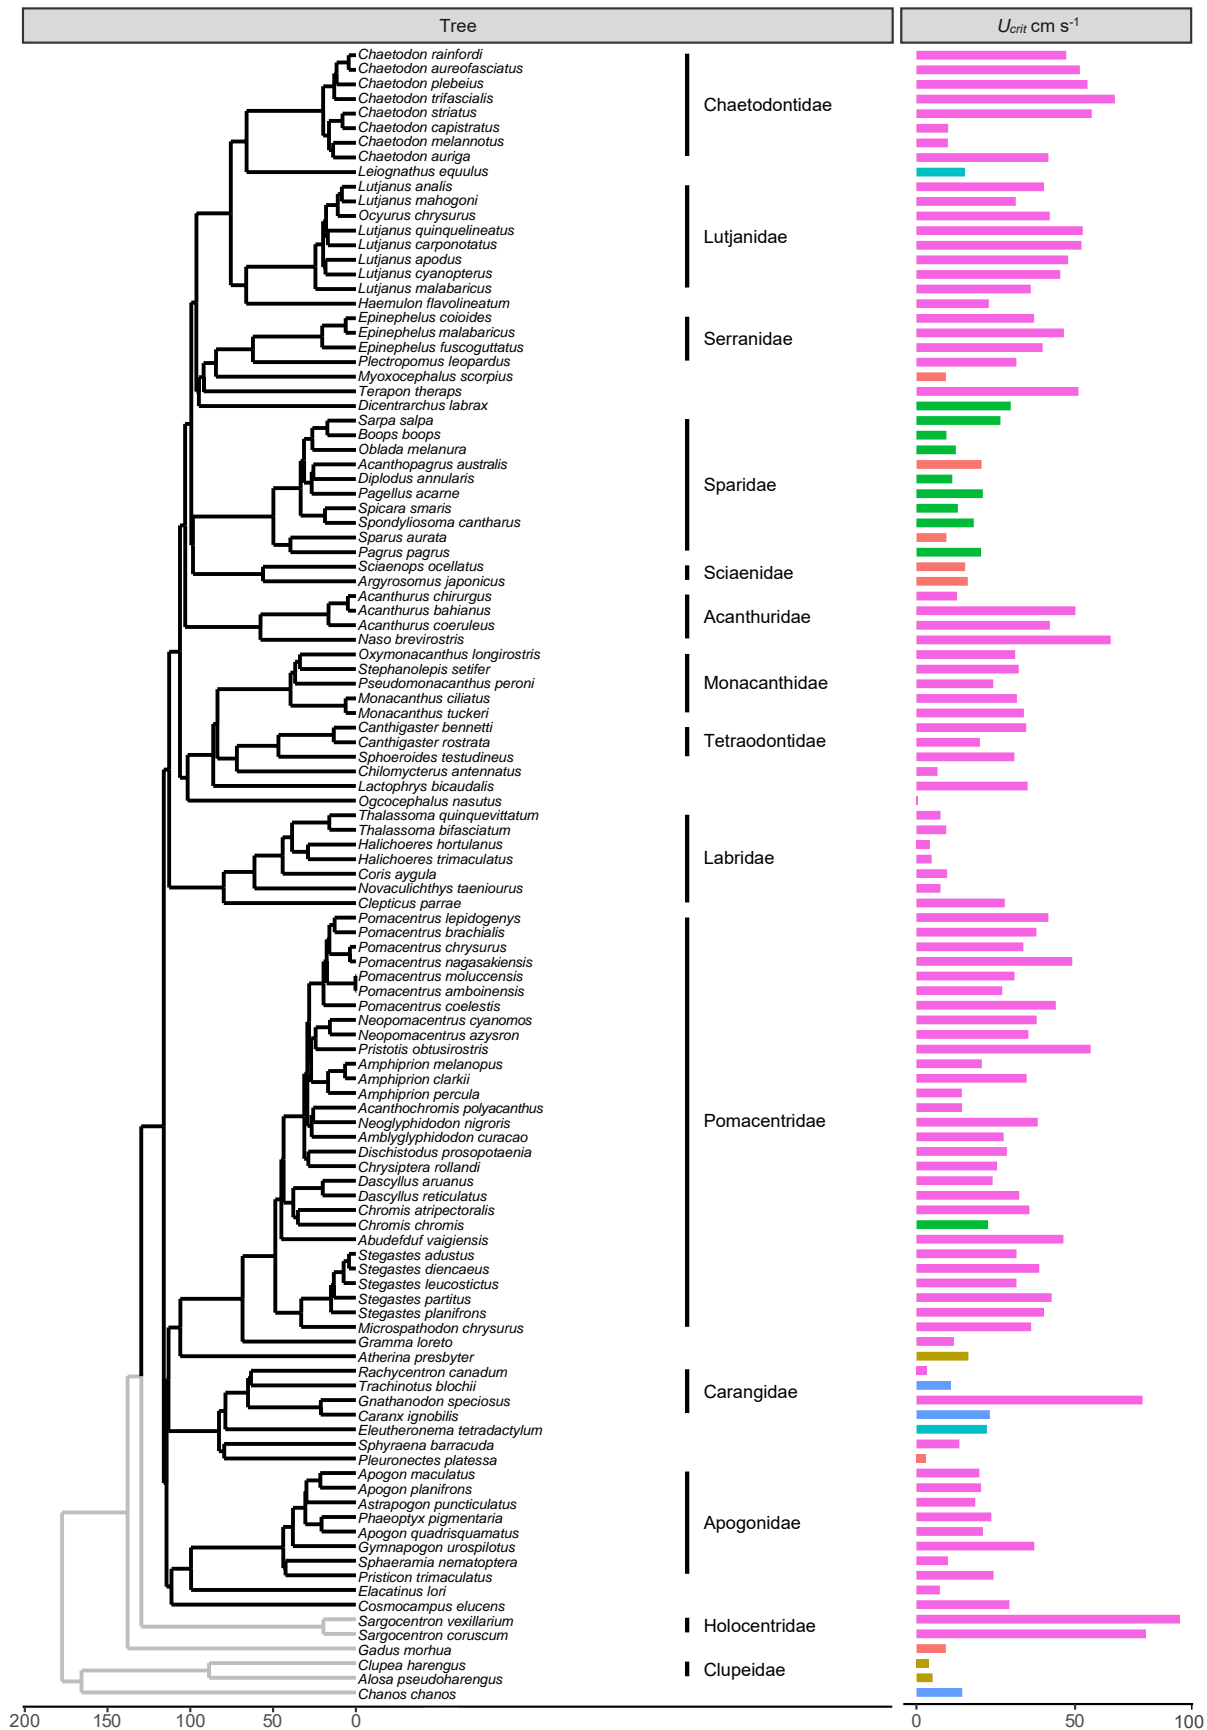 Tree
Ucrit cm s-1
Chaetodon rainfordi
Chaetodon aureofasciatus
Chaetodon plebeius
Chaetodon trifascialis
Chaetodontidae
Chaetodon striatus
Chaetodon capistratus
Chaetodon melannotus
Chaetodon auriga
Leiognathus equulus
Lutjanus analis
Lutjanus mahogoni
Ocyurus chrysurus
Lutjanus quinquelineatus
Lutjanidae
Lutjanus carponotatus
Lutjanus apodus
Lutjanus cyanopterus
Lutjanus malabaricus
Haemulon flavolineatum
Epinephelus coioides
Epinephelus malabaricus
Serranidae
Epinephelus fuscoguttatus
Plectropomus leopardus
Myoxocephalus scorpius
Terapon theraps
Dicentrarchus labrax
Sarpa salpa
Boops boops
Oblada melanura
Acanthopagrus australis
Diplodus annularis
Sparidae
Pagellus acarne
Spicara smaris
Spondyliosoma cantharus
Sparus aurata
Pagrus pagrus
Sciaenops ocellatus
Sciaenidae
Argyrosomus japonicus
Acanthurus chirurgus
Acanthurus bahianus
Acanthuridae
Acanthurus coeruleus
Naso brevirostris
Oxymonacanthus longirostris
Stephanolepis setifer
Pseudomonacanthus peroni
Monacanthidae
Monacanthus ciliatus
Monacanthus tuckeri
Canthigaster bennetti
Canthigaster rostrata
Tetraodontidae
Sphoeroides testudineus
Chilomycterus antennatus
Lactophrys bicaudalis
Ogcocephalus nasutus
Thalassoma quinquevittatum
Thalassoma bifasciatum
Halichoeres hortulanus
Halichoeres trimaculatus
Labridae
Coris aygula
Novaculichthys taeniourus
Clepticus parrae
Pomacentrus lepidogenys
Pomacentrus brachialis
Pomacentrus chrysurus
Pomacentrus nagasakiensis
Pomacentrus moluccensis
Pomacentrus amboinensis
Pomacentrus coelestis
Neopomacentrus cyanomos
Neopomacentrus azysron
Pristotis obtusirostris
Amphiprion melanopus
Amphiprion clarkii
Amphiprion percula
Acanthochromis polyacanthus
Neoglyphidodon nigroris
Pomacentridae
Amblyglyphidodon curacao
Dischistodus prosopotaenia
Chrysiptera rollandi
Dascyllus aruanus
Dascyllus reticulatus
Chromis atripectoralis
Chromis chromis
Abudefduf vaigiensis
Stegastes adustus
Stegastes diencaeus
Stegastes leucostictus
Stegastes partitus
Stegastes planifrons
Microspathodon chrysurus
Gramma loreto
Atherina presbyter
Rachycentron canadum
Trachinotus blochii
Carangidae
Gnathanodon speciosus
Caranx ignobilis
Eleutheronema tetradactylum
Sphyraena barracuda
Pleuronectes platessa
Apogon maculatus
Apogon planifrons
Astrapogon puncticulatus
Phaeoptyx pigmentaria
Apogonidae
Apogon quadrisquamatus
Gymnapogon urospilotus
Sphaeramia nematoptera
Pristicon trimaculatus
Elacatinus lori
Cosmocampus elucens
Sargocentron vexillarium
Holocentridae
Sargocentron coruscum
Gadus morhua
Clupea harengus
Clupeidae
Alosa pseudoharengus
Chanos chanos
200 150 100 50 0
0 50 100